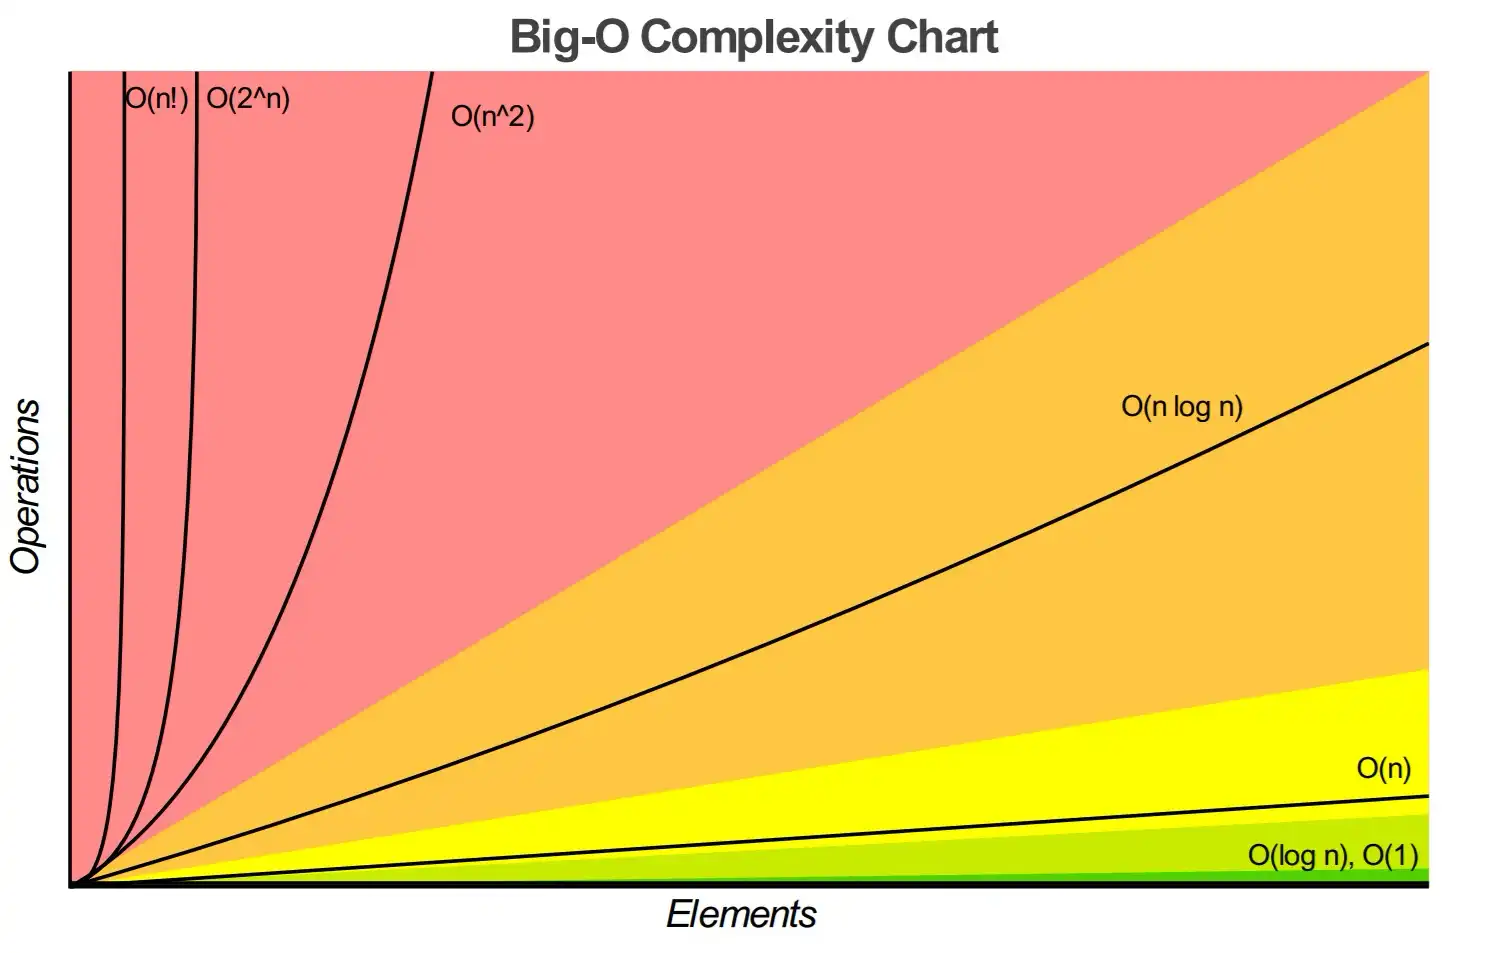 Big-O Complexity Chart
O(n!)
O(2^n)
O(n^2)
O(n log n)
O(n)
O(log n), O(1)
Operations
Elements